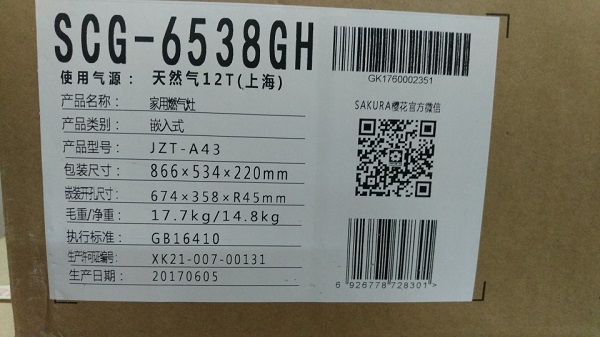 SCG-6538GH
使用气源： 天然气12T(上海)
产品名称： 家用燃气灶
产品类别： 嵌入式
产品型号： JZT-A43
包装尺寸： 866×534×220mm
嵌装开孔尺寸： 674×358×R45mm
毛重/净重： 17.7kg/14.8kg
执行标准： GB16410
生产许可证编号： XK21-007-00131
生产日期： 20170605
GK1760002351
SAKURA樱花官方微信
6 926778 728301>